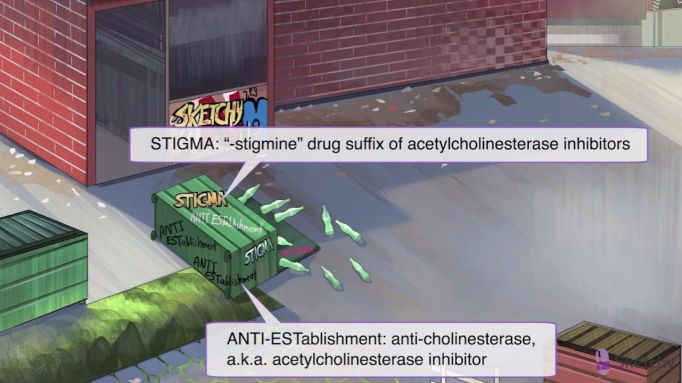 SKETCHY
STIGMA: “-stigmine” drug suffix of acetylcholinesterase inhibitors
STIGMA
ANTI ESTablishment
ANTI
ESTablishment
STIGMA
ANTI
ESTablishment
ANTI-ESTablishment: anti-cholinesterase,
a.k.a. acetylcholinesterase inhibitor